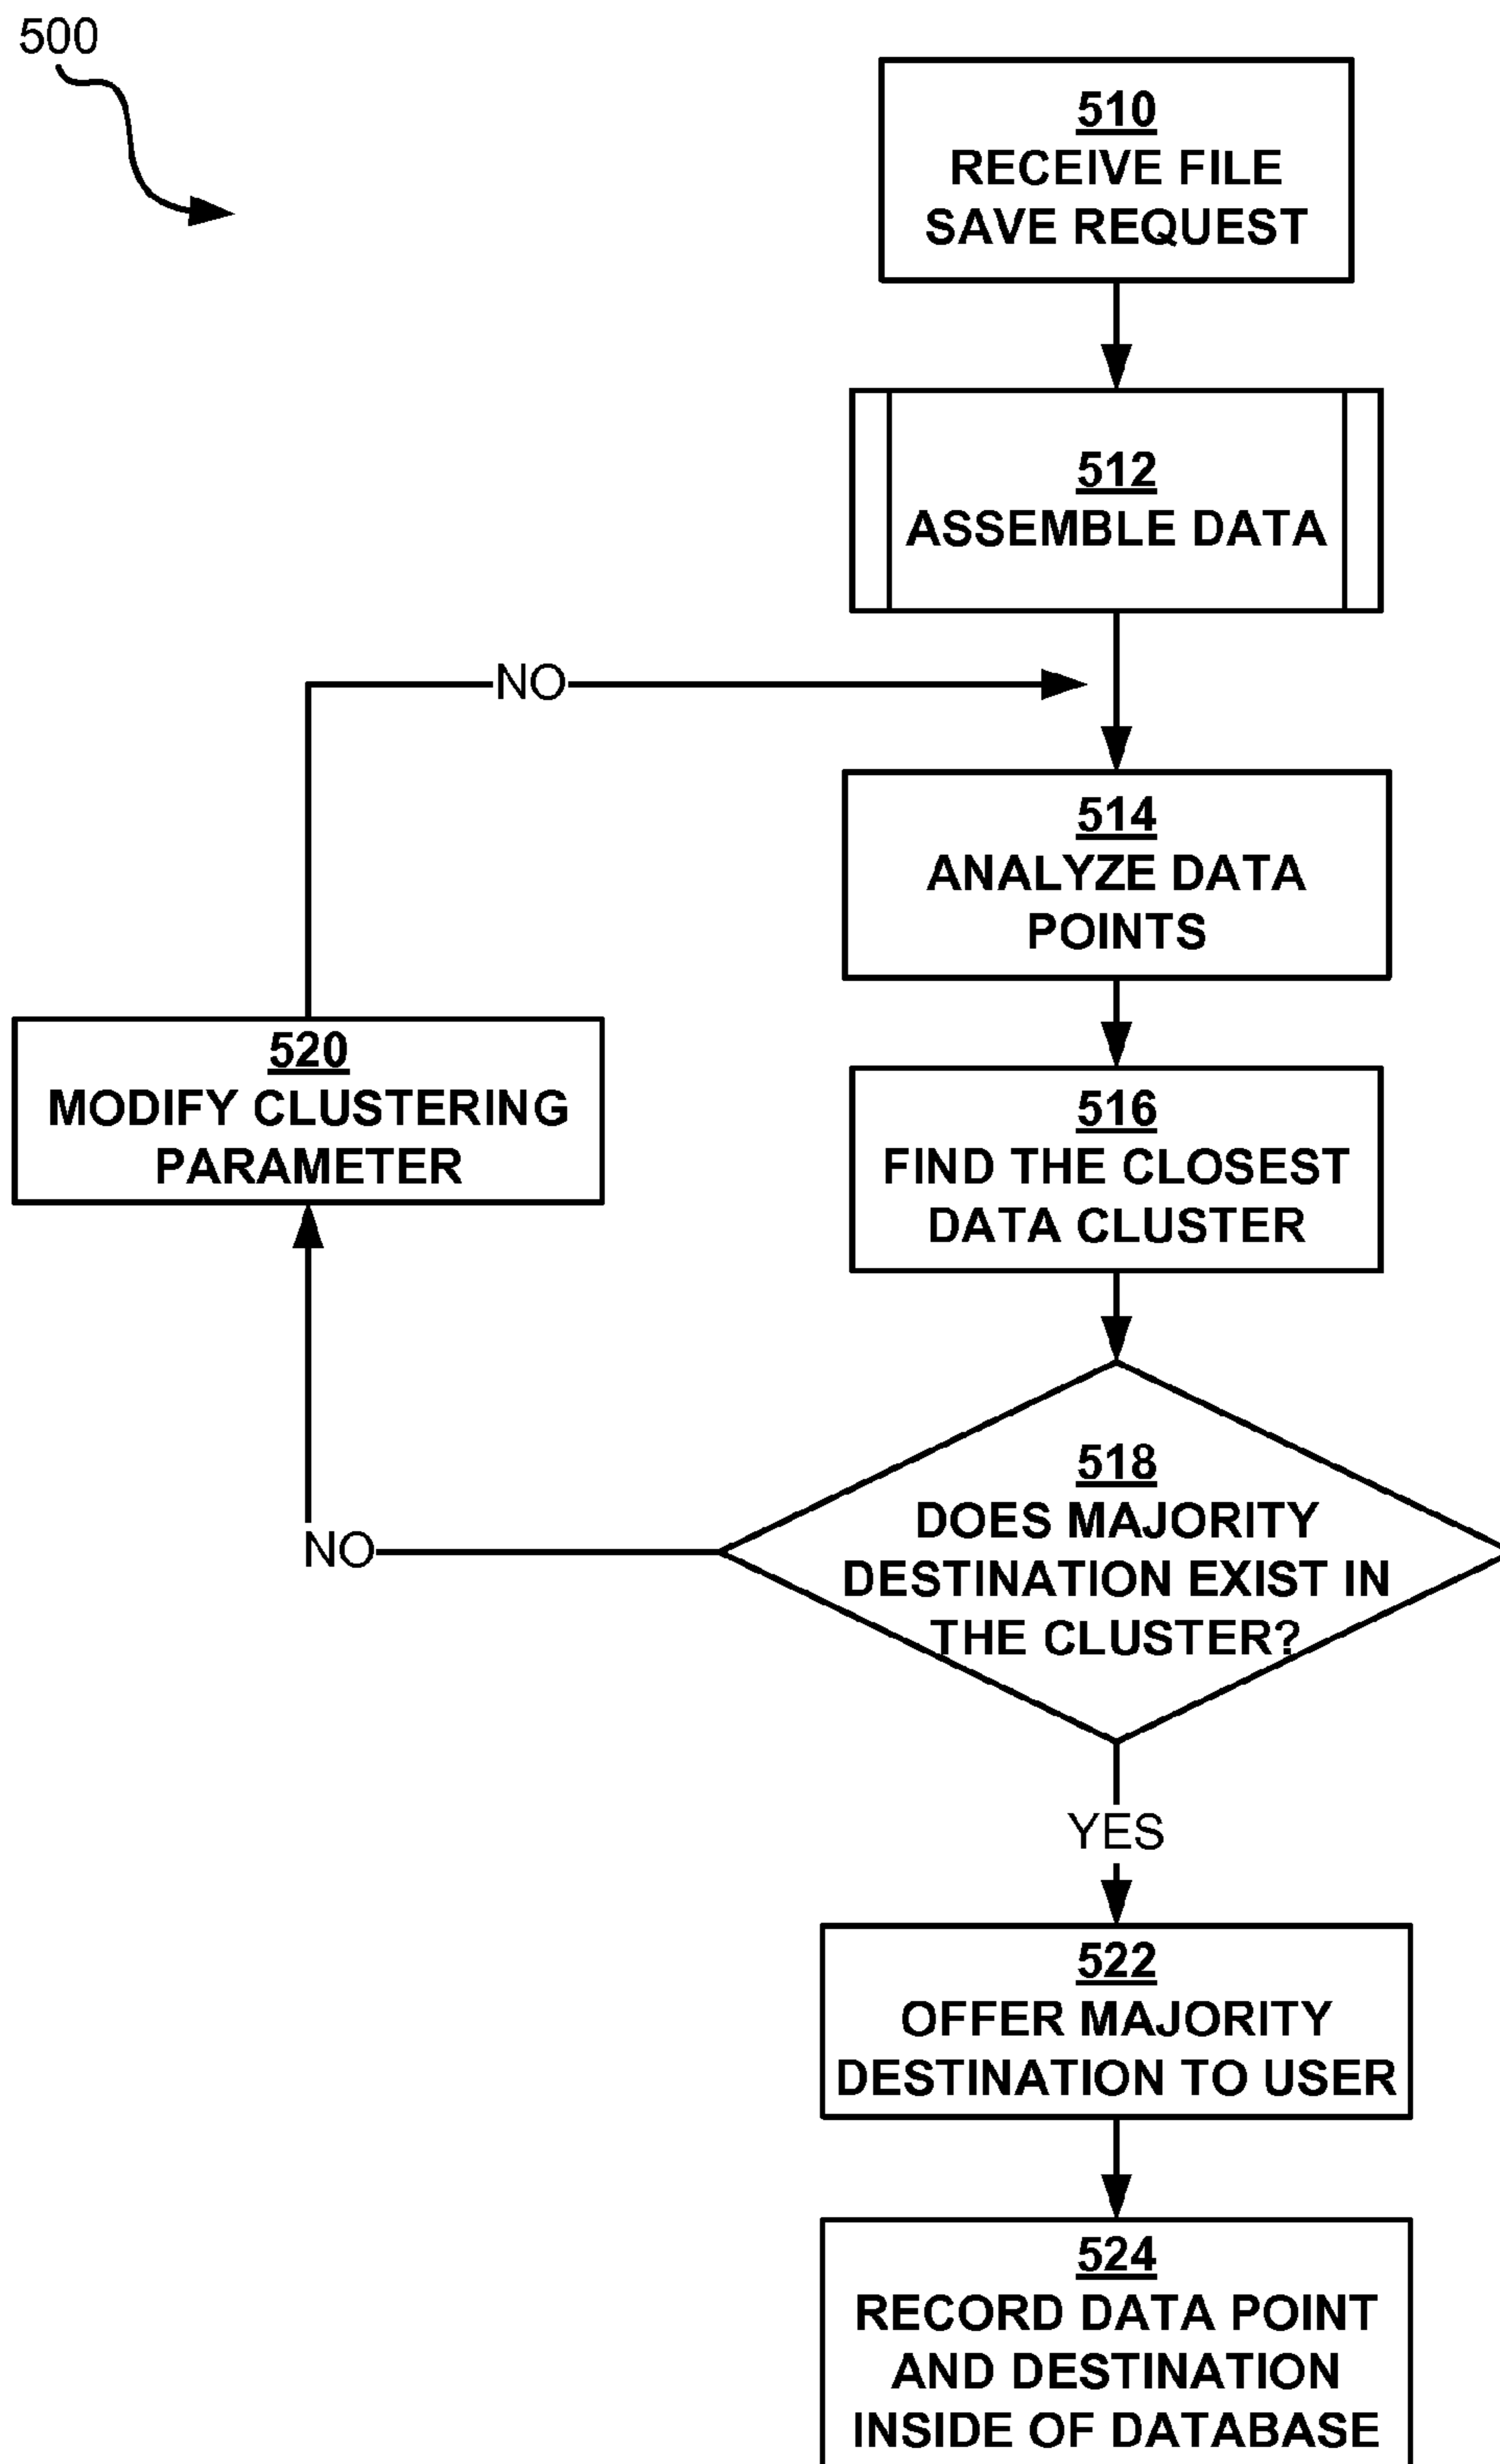 500
510
RECEIVE FILE
SAVE REQUEST
512
ASSEMBLE DATA
NO
514
ANALYZE DATA
POINTS
520
MODIFY CLUSTERING
PARAMETER
516
FIND THE CLOSEST
DATA CLUSTER
518
DOES MAJORITY
DESTINATION EXIST IN
THE CLUSTER?
NO
YES
522
OFFER MAJORITY
DESTINATION TO USER
524
RECORD DATA POINT
AND DESTINATION
INSIDE OF DATABASE